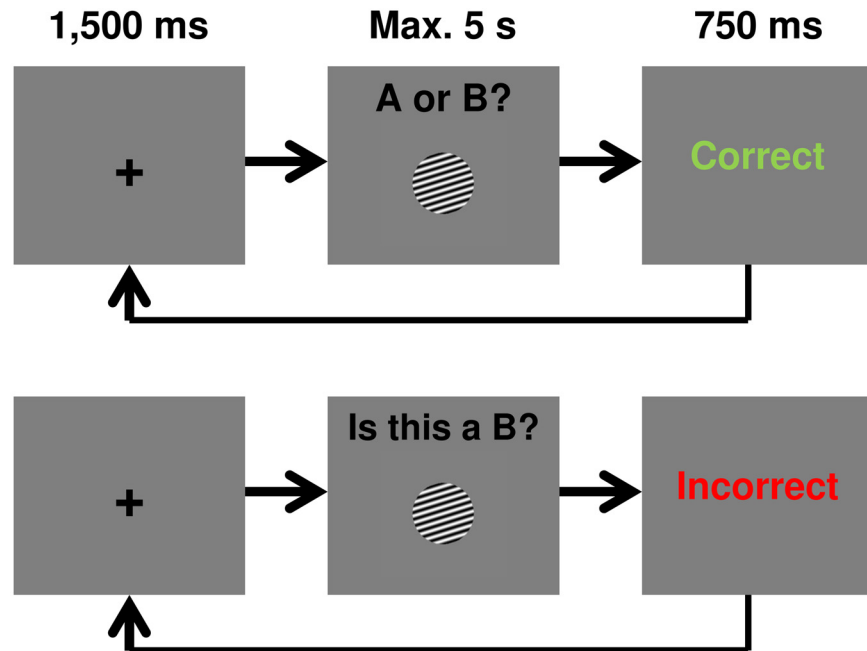 1,500 ms Max. 5 s 750 ms
A or B?
+
Correct
Is this a B?
+
Incorrect